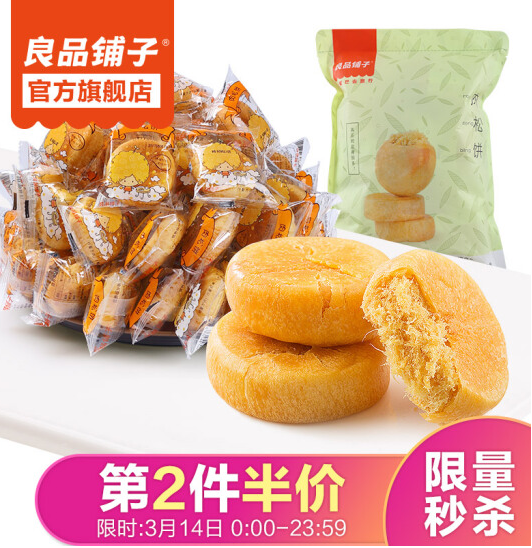 良品铺子®
官方旗舰店
良品铺子
肉松饼
第2件半价
限时:3月14日 0:00-23:59
限量
秒杀